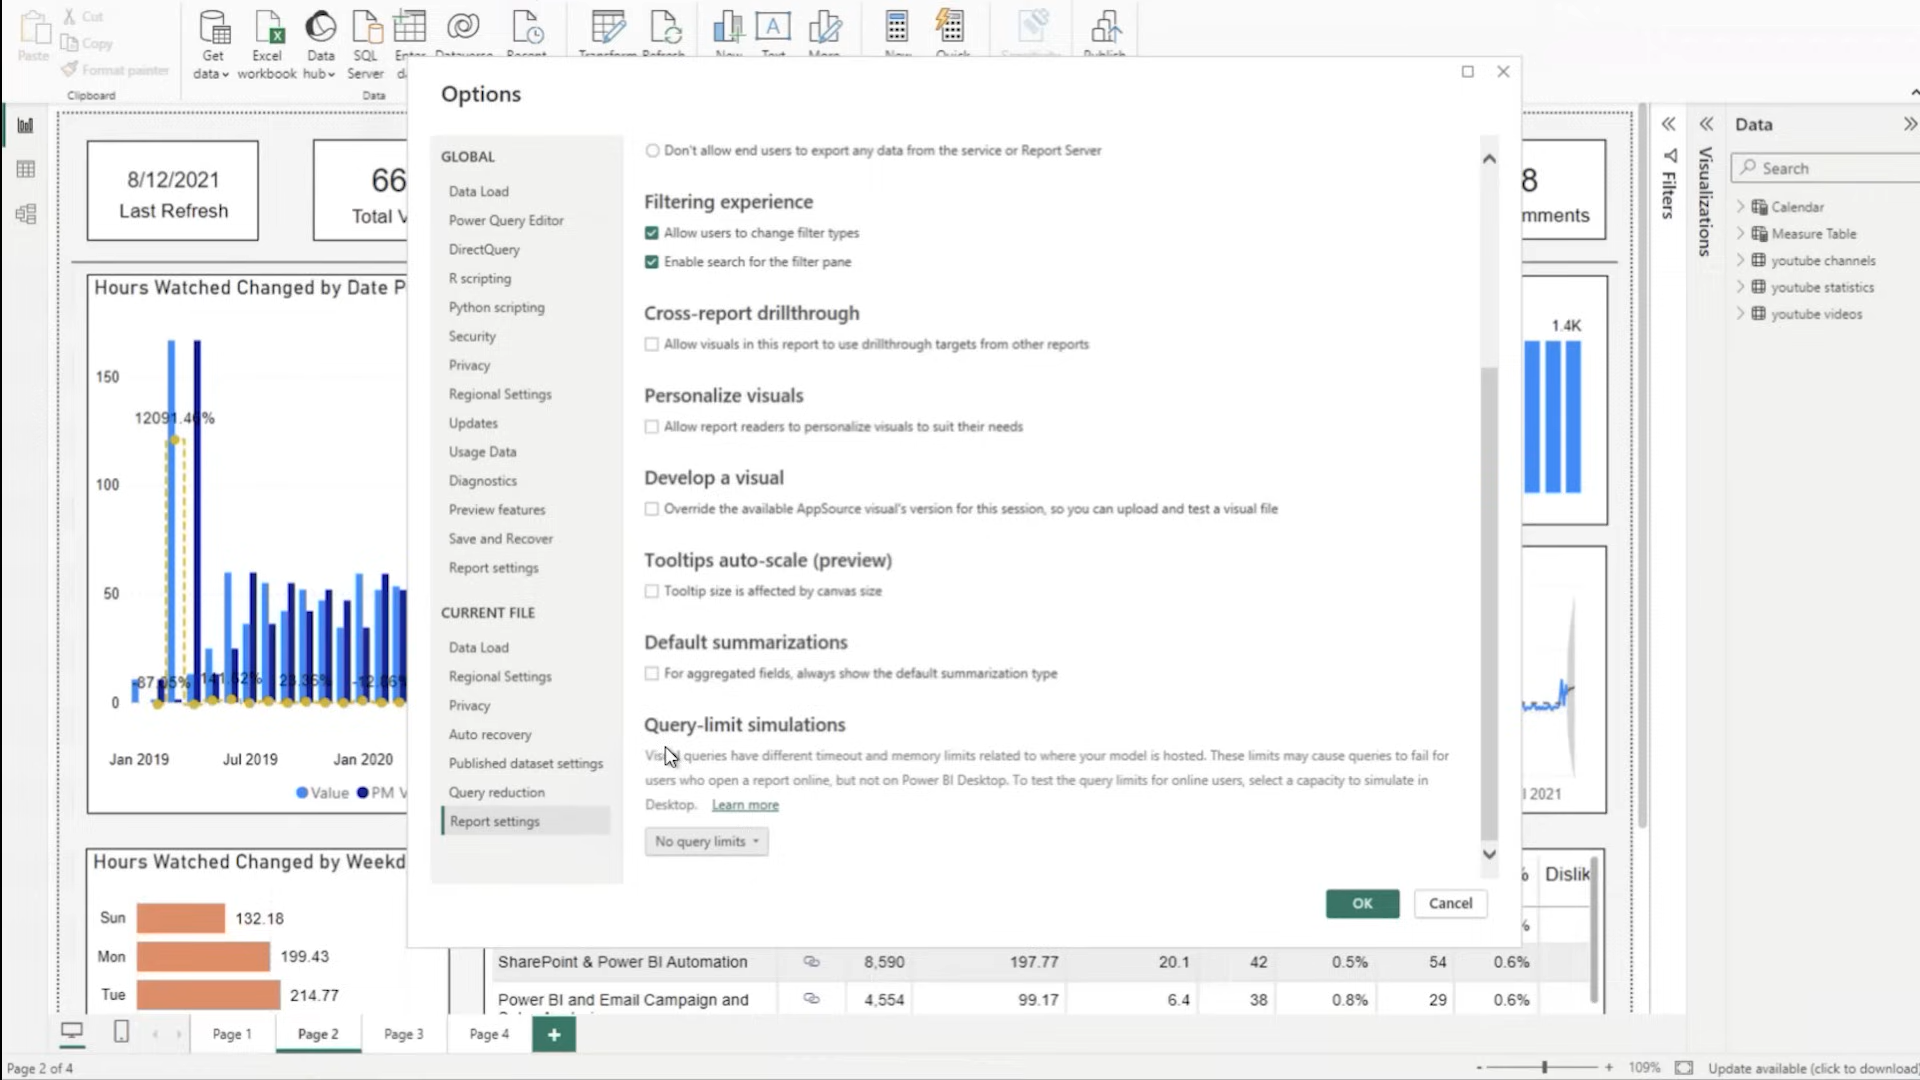 Paste
Cut
Copy
Format painter
Clipboard
Get data
Excel workbook
Data hub
SQL Server
Data
Options
GLOBAL
Data Load
Power Query Editor
DirectQuery
R scripting
Python scripting
Security
Privacy
Regional Settings
Updates
Usage Data
Diagnostics
Preview features
Save and Recover
Report settings
CURRENT FILE
Data Load
Regional Settings
Privacy
Auto recovery
Published dataset settings
Query reduction
Report settings
Don't allow end users to export any data from the service or Report Server
Filtering experience
Allow users to change filter types
Enable search for the filter pane
Cross-report drillthrough
Allow visuals in this report to use drillthrough targets from other reports
Personalize visuals
Allow report readers to personalize visuals to suit their needs
Develop a visual
Override the available AppSource visual's version for this session, so you can upload and test a visual file
Tooltips auto-scale (preview)
Tooltip size is affected by canvas size
Default summarizations
For aggregated fields, always show the default summarization type
Query-limit simulations
Visual queries have different timeout and memory limits related to where your model is hosted. These limits may cause queries to fail for
users who open a report online, but not on Power BI Desktop. To test the query limits for online users, select a capacity to simulate in
Desktop. Learn more
No query limits
OK
Cancel
8/12/2021
Last Refresh
66
Total V
8
mments
Hours Watched Changed by Date P
150
100
50
0
12091.46%
Jan 2019
Jul 2019
Jan 2020
Value
PM V
1.4K
l 2021
Hours Watched Changed by Weekd
Sun 132.18
Mon 199.43
Tue 214.77
% Dislik
%
SharePoint & Power BI Automation 8,590 197.77 20.1 42 0.5% 54 0.6%
Power BI and Email Campaign and 4,554 99.17 6.4 38 0.8% 29 0.6%
Filters
Visualizations
Data
Search
Calendar
Measure Table
youtube channels
youtube statistics
youtube videos
Page 1
Page 2
Page 3
Page 4
+
Page 2 of 4
- + 109%
Update available (click to download)